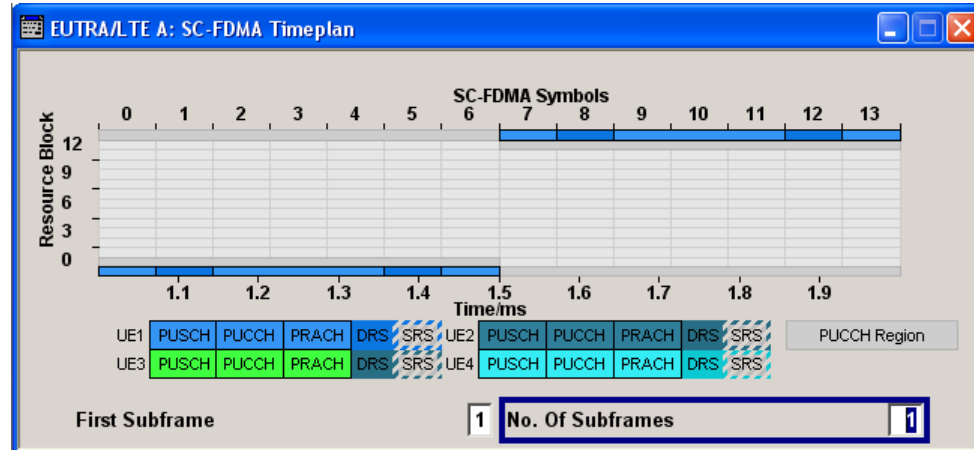 EUTRA/LTE A: SC-FDMA Timeplan
SC-FDMA Symbols
0 1 2 3 4 5 6 7 8 9 10 11 12 13
Resource Block
12
9
6
3
0
1.1 1.2 1.3 1.4 1.5 1.6 1.7 1.8 1.9
Time/ms
UE1 PUSCH PUCCH PRACH DRS SRS UE2 PUSCH PUCCH PRACH DRS SRS PUCCH Region
UE3 PUSCH PUCCH PRACH DRS SRS UE4 PUSCH PUCCH PRACH DRS SRS
First Subframe 1 No. Of Subframes 1